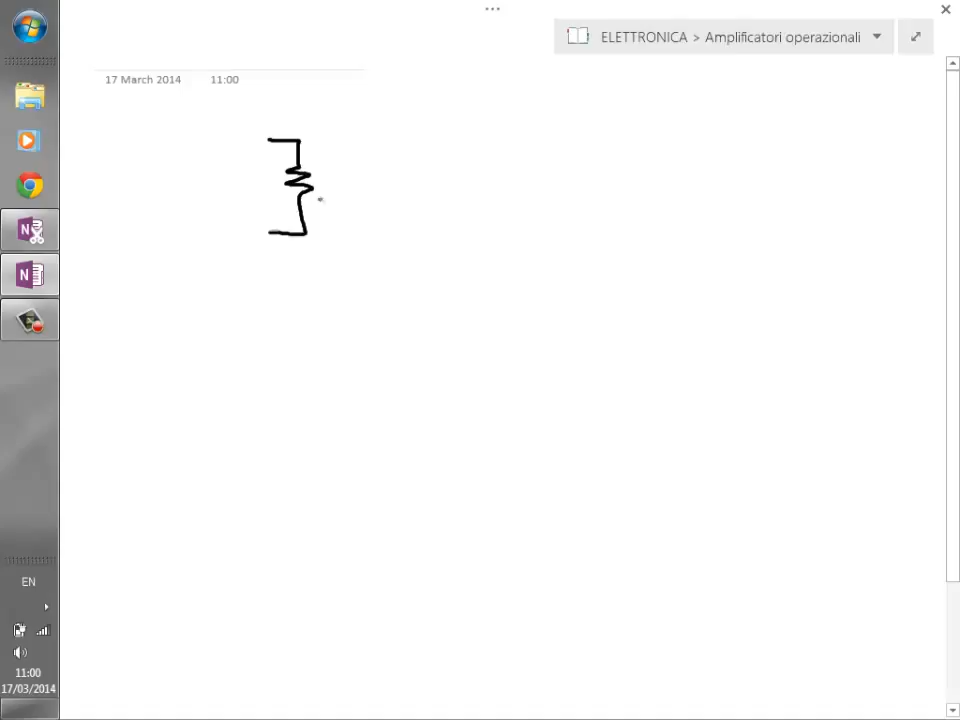 ELETTRONICA > Amplificatori operazionali
17 March 2014 11:00
N
N
EN
11:00
17/03/2014